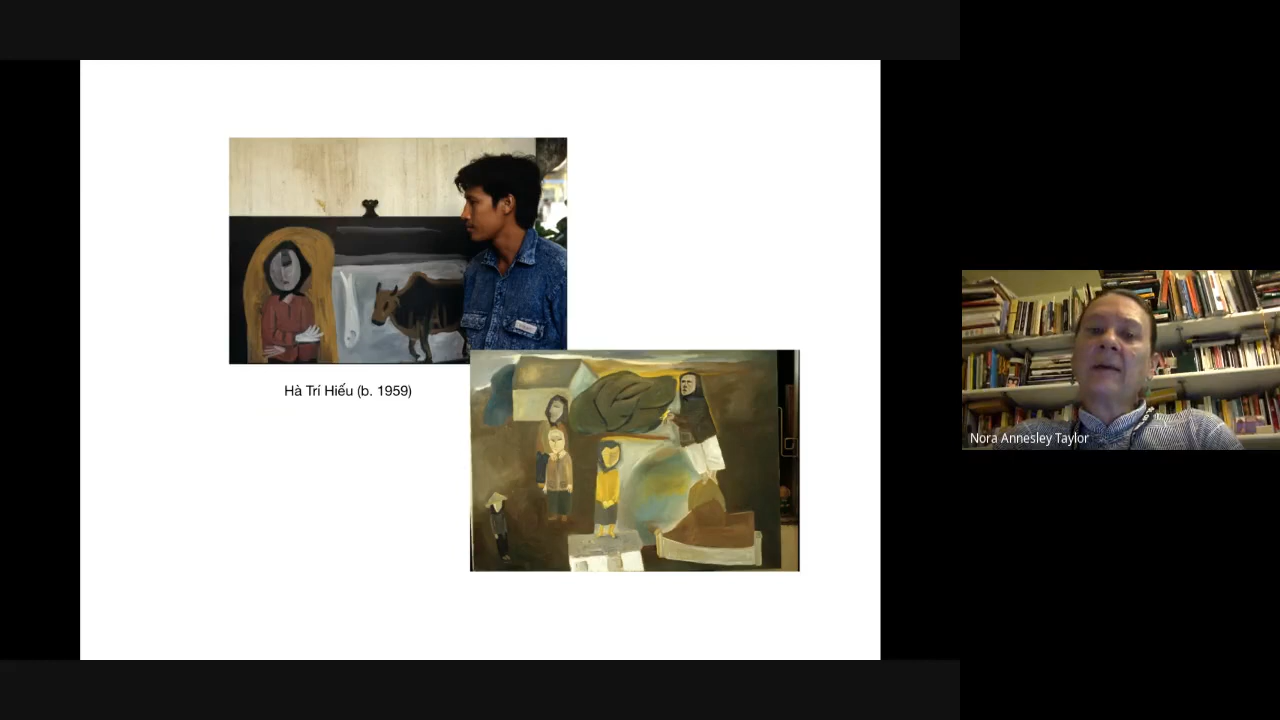 Hà Trí Hiếu (b. 1959)
Nora Annesley Taylor